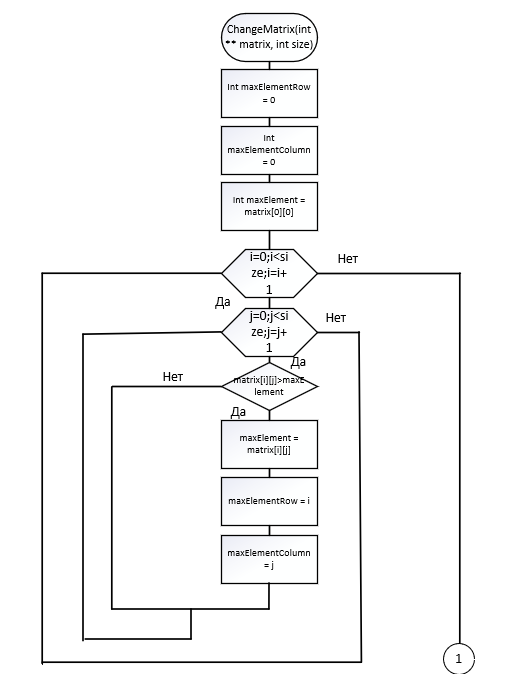 ChangeMatrix(int
** matrix, int size)
Int maxElementRow
= 0
Int
maxElementColumn
= 0
Int maxElement =
matrix[0][0]
i=0;i<si
ze;i=i+
1
Нет
Да
j=0;j<si
ze;j=j+
1
Нет
Да
matrix[i][j]>maxE
lement
Нет
Да
maxElement =
matrix[i][j]
maxElementRow = i
maxElementColumn
= j
1